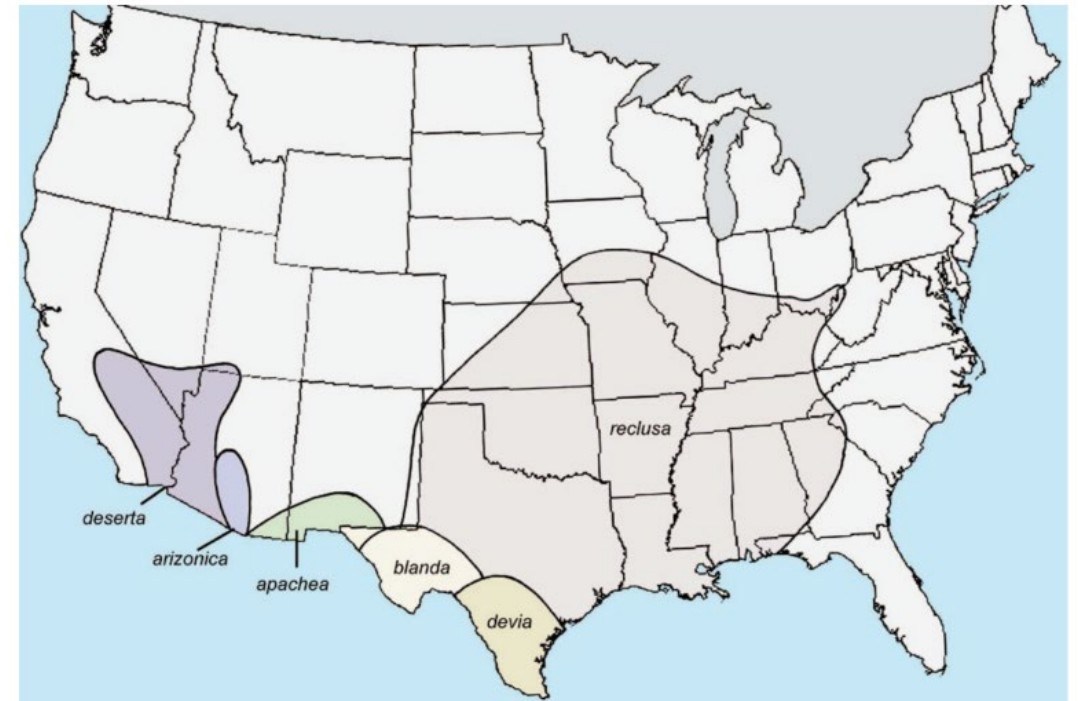 reclusa
deserta
arizonica
apachea
blanda
devia